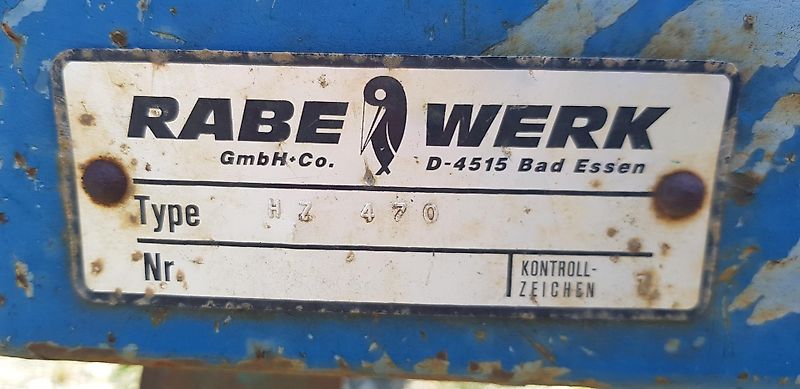 RABE WERK
GmbH+Co. D-4515 Bad Essen
Type HZ 470
Nr. KONTROLL-
ZEICHEN